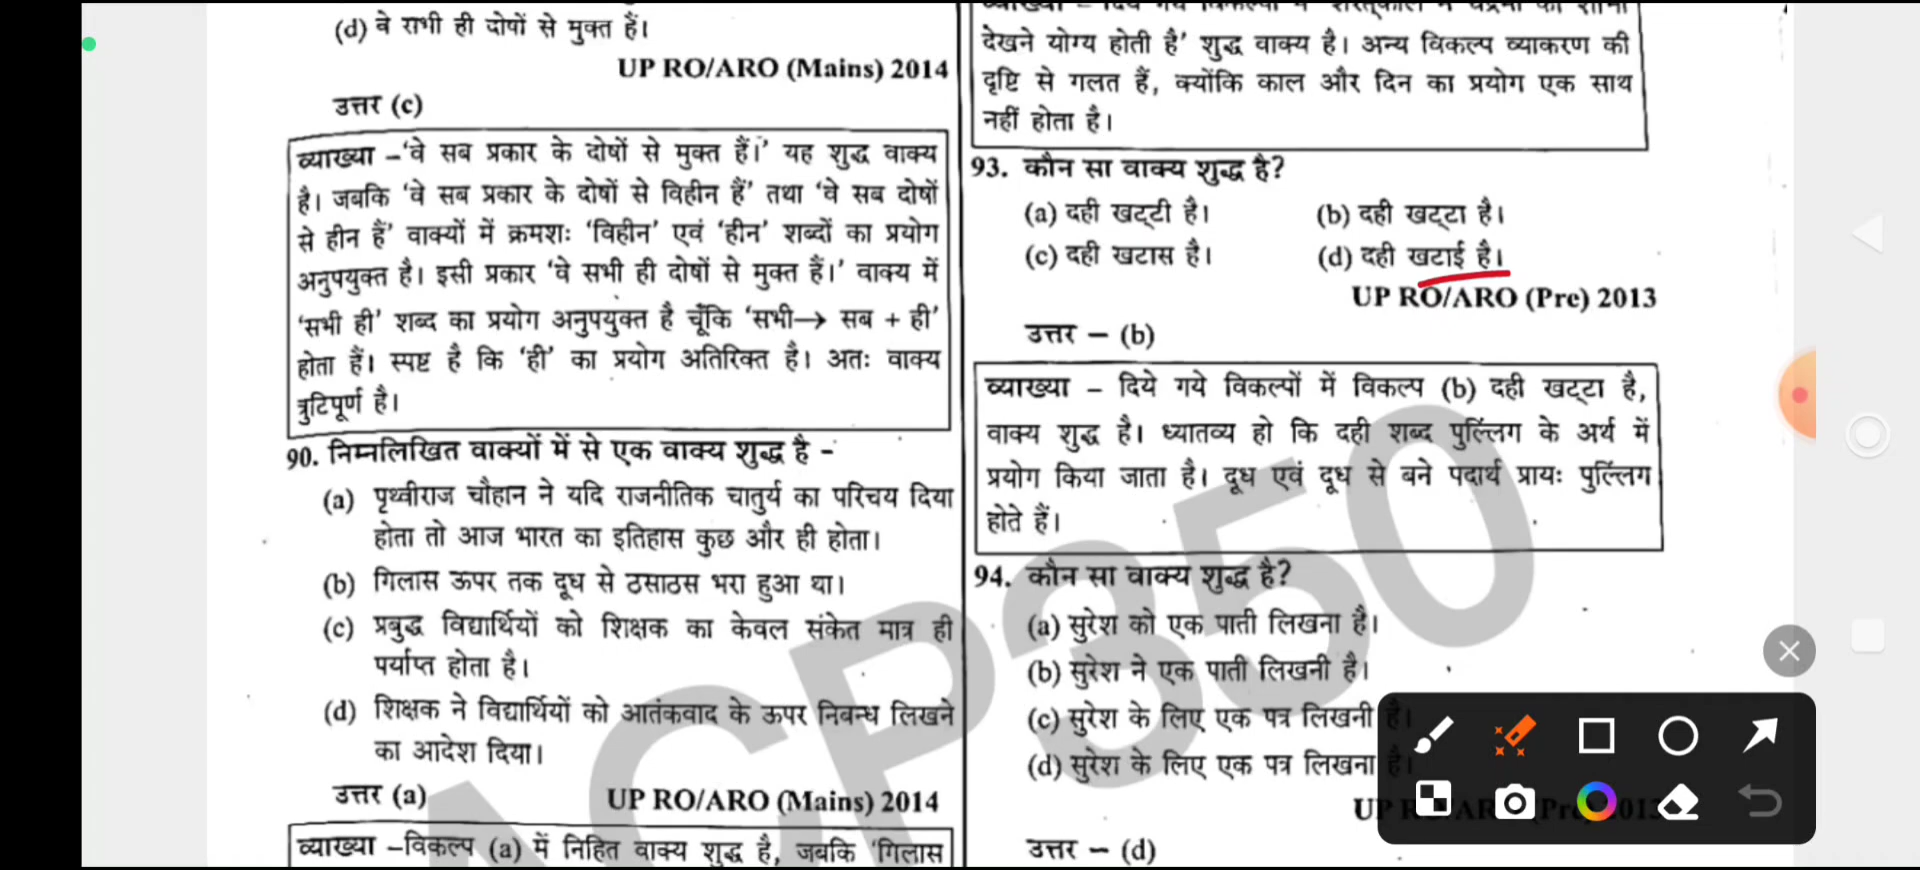 (d) वे सभी ही दोषों से मुक्त हैं।
UP RO/ARO (Mains) 2014
उत्तर (c)
व्याख्या –‘वे सब प्रकार के दोषों से मुक्त हैं।’ यह शुद्ध वाक्य
है। जबकि ‘वे सब प्रकार के दोषों से विहीन हैं’ तथा ‘वे सब दोषों
से हीन हैं’ वाक्यों में क्रमशः ‘विहीन’ एवं ‘हीन’ शब्दों का प्रयोग
अनुपयुक्त है। इसी प्रकार ‘वे सभी ही दोषों से मुक्त हैं।’ वाक्य में
‘सभी ही’ शब्द का प्रयोग अनुपयुक्त है चूँकि ‘सभी→ सब + ही’
होता हैं। स्पष्ट है कि ‘ही’ का प्रयोग अतिरिक्त है। अतः वाक्य
त्रुटिपूर्ण है।
90. निम्नलिखित वाक्यों में से एक वाक्य शुद्ध है -
(a) पृथ्वीराज चौहान ने यदि राजनीतिक चातुर्य का परिचय दिया
होता तो आज भारत का इतिहास कुछ और ही होता।
(b) गिलास ऊपर तक दूध से ठसाठस भरा हुआ था।
(c) प्रबुद्ध विद्यार्थियों को शिक्षक का केवल संकेत मात्र ही
पर्याप्त होता है।
(d) शिक्षक ने विद्यार्थियों को आतंकवाद के ऊपर निबन्ध लिखने
का आदेश दिया।
उत्तर (a)
UP RO/ARO (Mains) 2014
व्याख्या –विकल्प (a) में निहित वाक्य शुद्ध है, जबकि ‘गिलास
देखने योग्य होती है’ शुद्ध वाक्य है। अन्य विकल्प व्याकरण की
दृष्टि से गलत हैं, क्योंकि काल और दिन का प्रयोग एक साथ
नहीं होता है।
93. कौन सा वाक्य शुद्ध है?
(a) दही खट्टी है। (b) दही खट्टा है।
(c) दही खटास है। (d) दही खटाई है।
UP RO/ARO (Pre) 2013
उत्तर – (b)
व्याख्या – दिये गये विकल्पों में विकल्प (b) दही खट्टा है,
वाक्य शुद्ध है। ध्यातव्य हो कि दही शब्द पुल्लिंग के अर्थ में
प्रयोग किया जाता है। दूध एवं दूध से बने पदार्थ प्रायः पुल्लिंग
होते हैं।
94. कौन सा वाक्य शुद्ध है?
(a) सुरेश को एक पाती लिखना है।
(b) सुरेश ने एक पाती लिखनी है।
(c) सुरेश के लिए एक पत्र लिखनी है।
(d) सुरेश के लिए एक पत्र लिखना है।
UP RO/ARO (Pre) 2013
उत्तर – (d)
ACP350